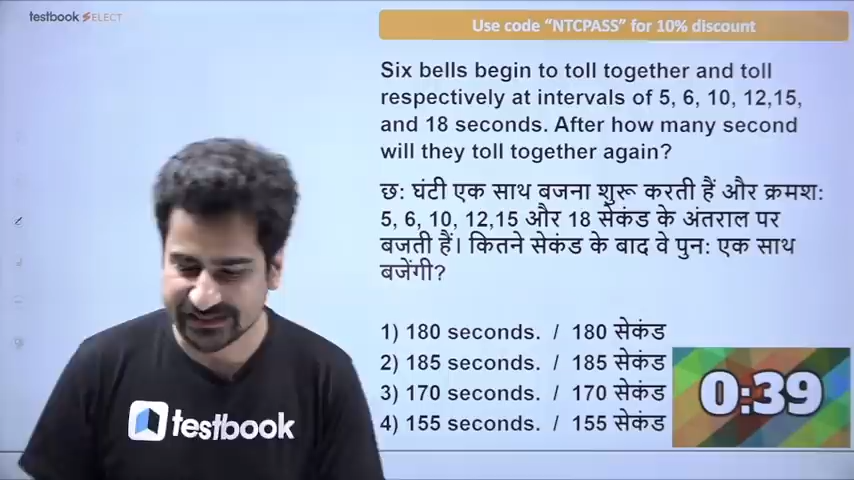 testbook SELECT
Use code “NTCPASS” for 10% discount
Six bells begin to toll together and toll
respectively at intervals of 5, 6, 10, 12,15,
and 18 seconds. After how many second
will they toll together again?
छ: घंटी एक साथ बजना शुरू करती हैं और क्रमश:
5, 6, 10, 12,15 और 18 सेकंड के अंतराल पर
बजती हैं। कितने सेकंड के बाद वे पुन: एक साथ
बजेंगी?
1) 180 seconds. / 180 सेकंड
2) 185 seconds. / 185 सेकंड
3) 170 seconds. / 170 सेकंड
4) 155 seconds. / 155 सेकंड
0:39
testbook